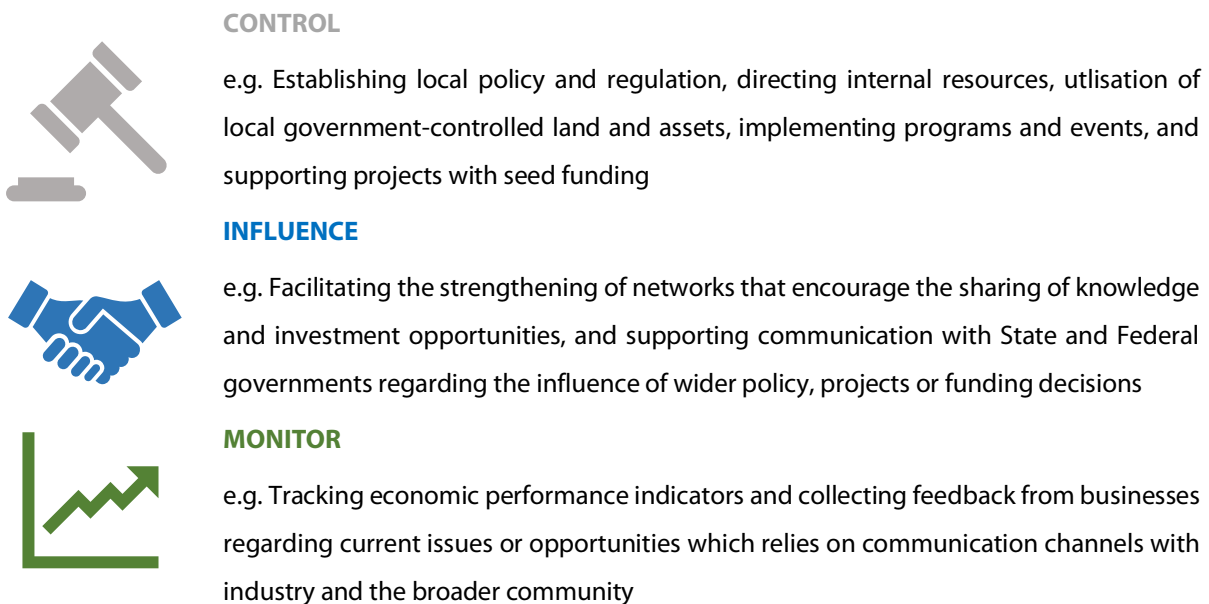 CONTROL
e.g. Establishing local policy and regulation, directing internal resources, utlisation of
local government-controlled land and assets, implementing programs and events, and
supporting projects with seed funding
INFLUENCE
e.g. Facilitating the strengthening of networks that encourage the sharing of knowledge
and investment opportunities, and supporting communication with State and Federal
governments regarding the influence of wider policy, projects or funding decisions
MONITOR
e.g. Tracking economic performance indicators and collecting feedback from businesses
regarding current issues or opportunities which relies on communication channels with
industry and the broader community